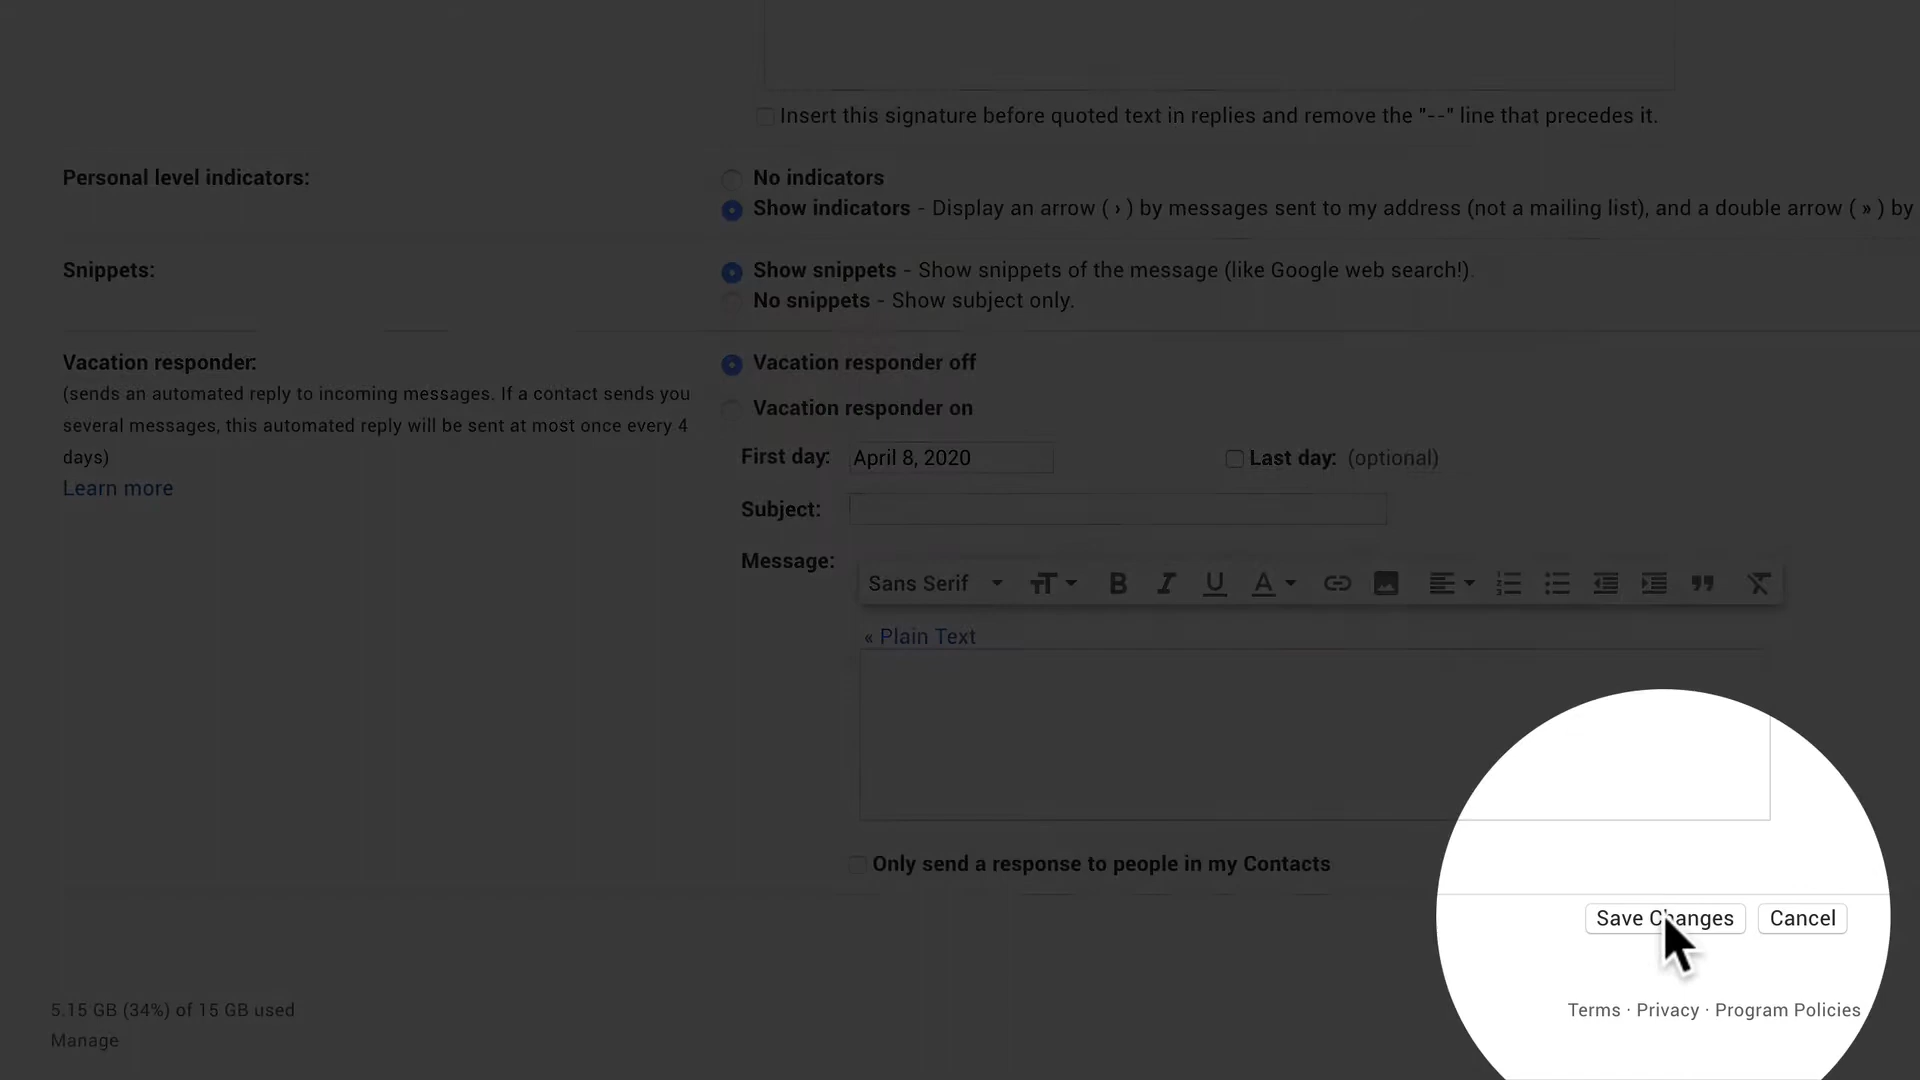 Insert this signature before quoted text in replies and remove the "--" line that precedes it.
Personal level indicators:
No indicators
Show indicators - Display an arrow ( › ) by messages sent to my address (not a mailing list), and a double arrow ( » ) by
Snippets:
Show snippets - Show snippets of the message (like Google web search!).
No snippets - Show subject only.
Vacation responder:
(sends an automated reply to incoming messages. If a contact sends you
several messages, this automated reply will be sent at most once every 4
days)
Learn more
Vacation responder off
Vacation responder on
First day: April 8, 2020 Last day: (optional)
Subject:
Message:
Sans Serif
« Plain Text
Only send a response to people in my Contacts
Save Changes Cancel
5.15 GB (34%) of 15 GB used
Manage
Terms · Privacy · Program Policies